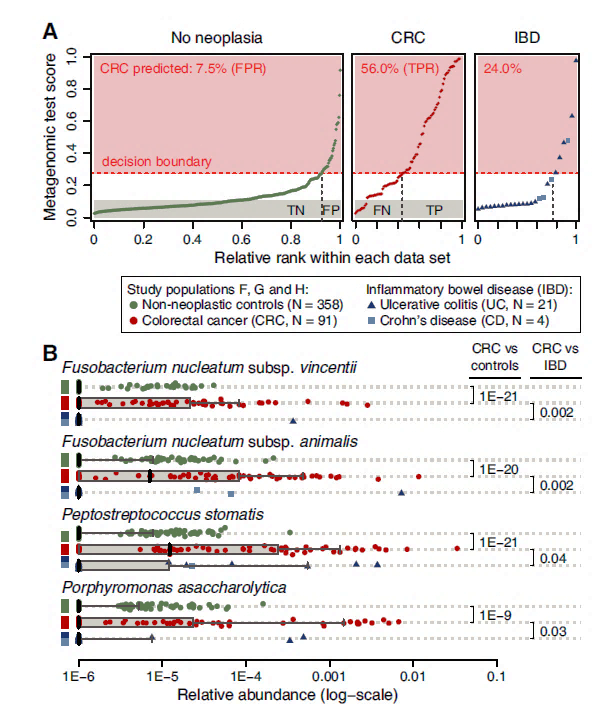 A
No neoplasia
CRC
IBD
Metagenomic test score
1.0
0.8
0.6
0.4
0.2
0.0
CRC predicted: 7.5% (FPR)
56.0% (TPR)
24.0%
decision boundary
TN
FP
FN
TP
0
0.2
0.4
0.6
0.8
1
0
1
0
1
Relative rank within each data set
Study populations F, G and H:
Non-neoplastic controls (N = 358)
Colorectal cancer (CRC, N = 91)
Inflammatory bowel disease (IBD):
Ulcerative colitis (UC, N = 21)
Crohn's disease (CD, N = 4)
B
CRC vs
controls
CRC vs
IBD
Fusobacterium nucleatum subsp. vincentii
1E−21
0.002
Fusobacterium nucleatum subsp. animalis
1E−20
0.002
Peptostreptococcus stomatis
1E−21
0.04
Porphyromonas asaccharolytica
1E−9
0.03
1E−6
1E−5
1E−4
0.001
0.01
0.1
Relative abundance (log−scale)